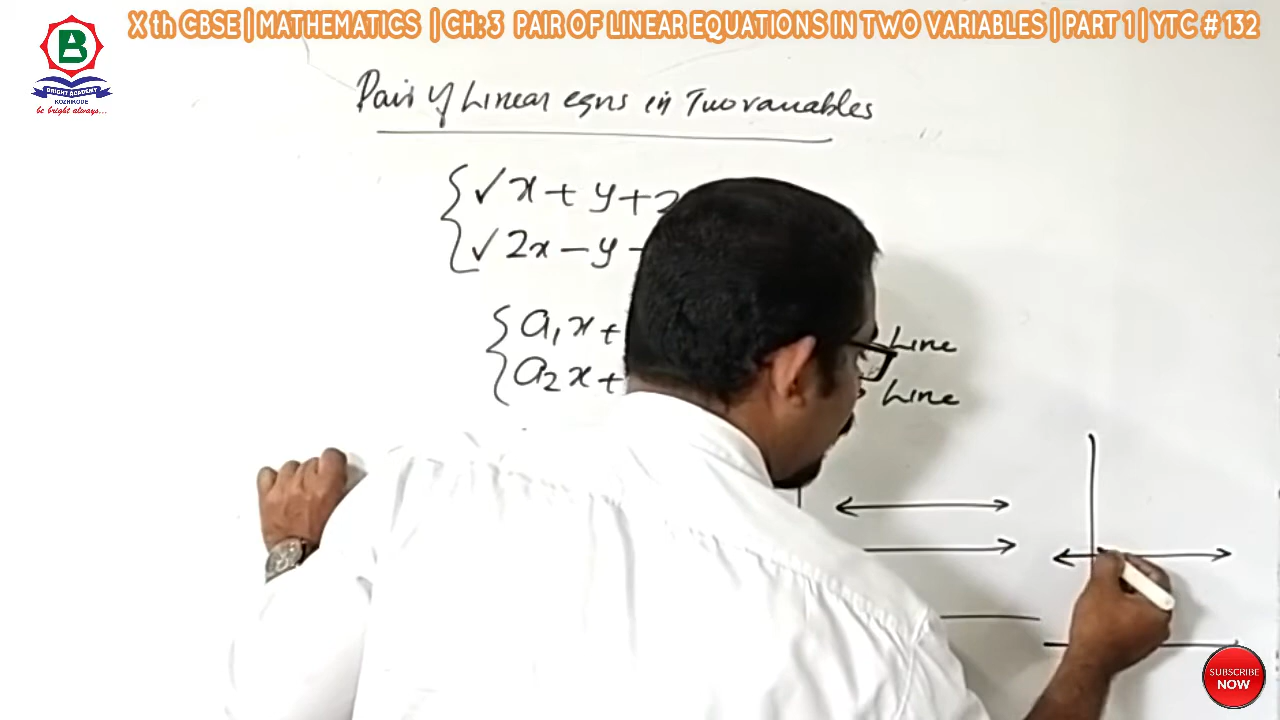 X th CBSE | MATHEMATICS | CH: 3 PAIR OF LINEAR EQUATIONS IN TWO VARIABLES | PART 1 | YTC # 132
B
BRIGHT ACADEMY
KOZHIKODE
be bright always...
Pair of Linear eqns in Two variables
✓ x + y + 2
✓ 2x - y -
a₁x +
Line
a₂x +
Line
SUBSCRIBE
NOW